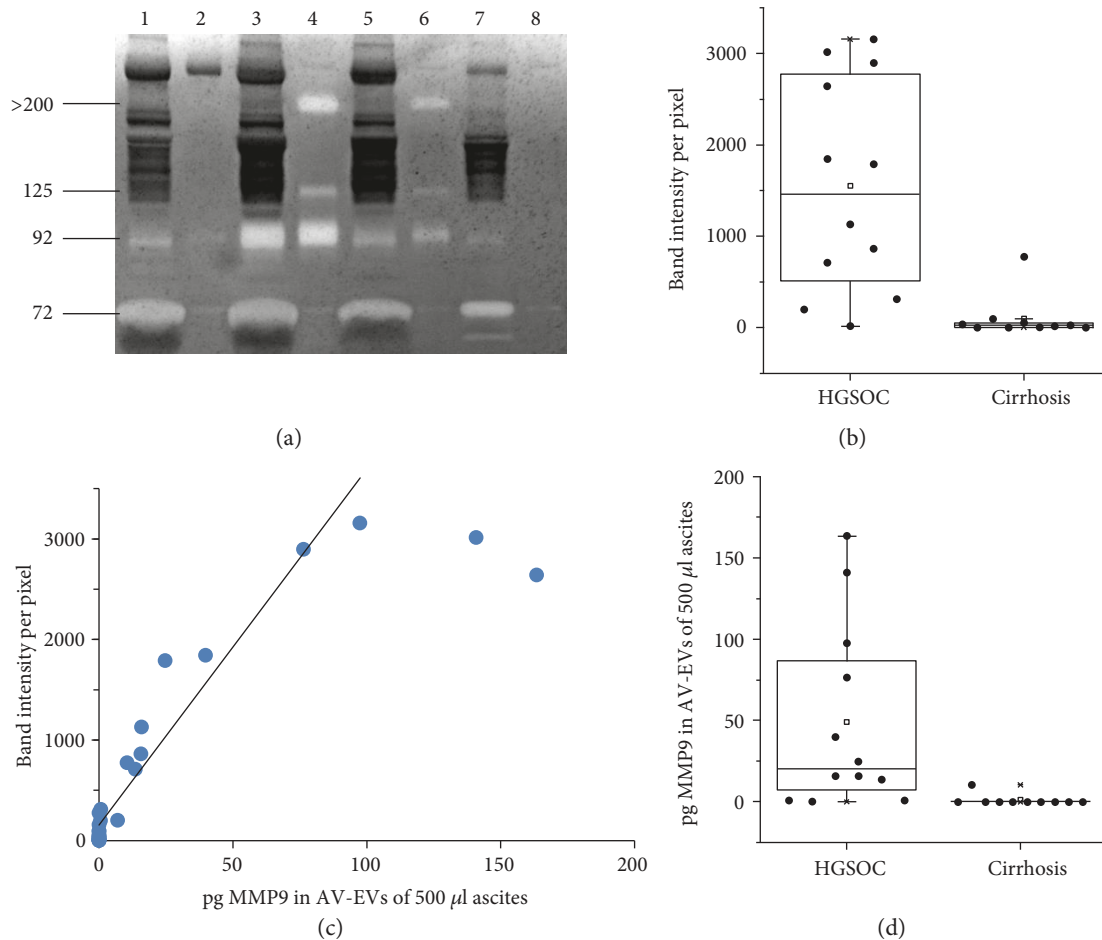 1 2 3 4 5 6 7 8
>200
125
92
72
(a)
Band intensity per pixel
3000
2000
1000
0
HGSOC Cirrhosis
(b)
Band intensity per pixel
3000
2000
1000
0
0 50 100 150 200
pg MMP9 in AV-EVs of 500 μl ascites
(c)
pg MMP9 in AV-EVs of 500 μl ascites
200
150
100
50
0
HGSOC Cirrhosis
(d)